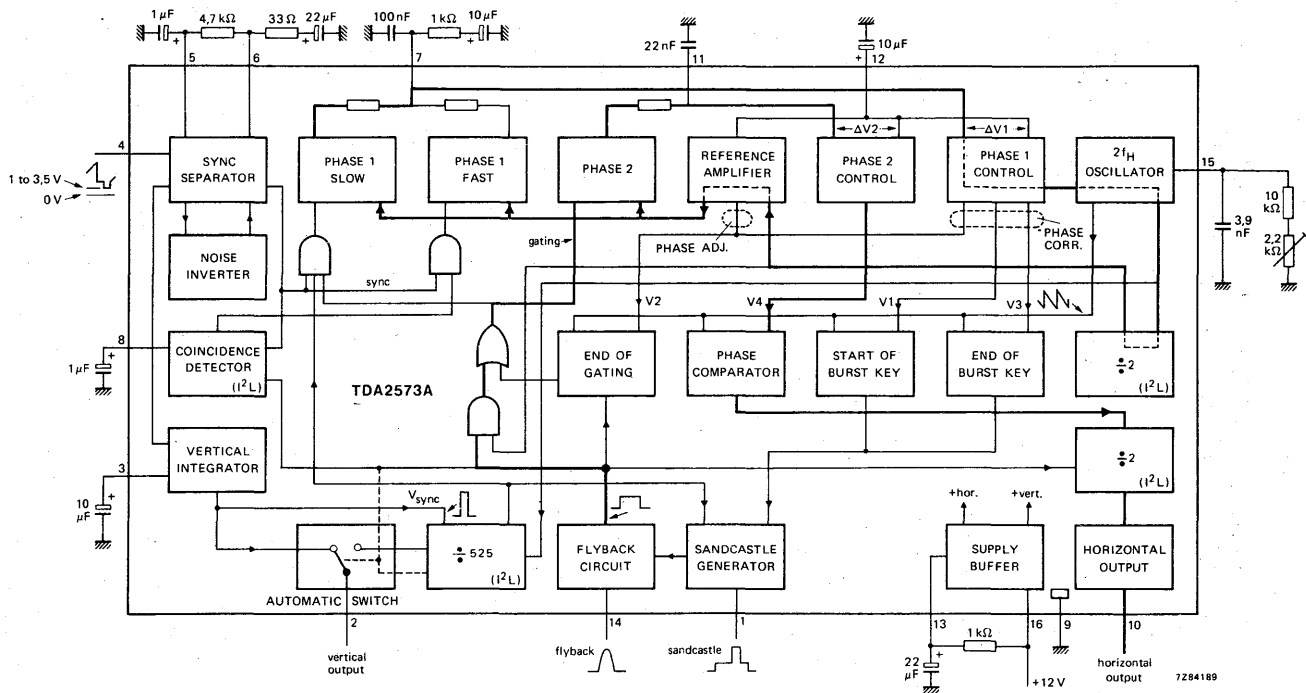 1 µF
4,7 kΩ
33 Ω
22 µF
100 nF
1 kΩ
10 µF
22 nF
10 µF
+
+
+
+
5
6
7
11
12
4
1 to 3,5 V
0 V
SYNC SEPARATOR
PHASE 1 SLOW
PHASE 1 FAST
PHASE 2
REFERENCE AMPLIFIER
ΔV2
PHASE 2 CONTROL
ΔV1
PHASE 1 CONTROL
2fH OSCILLATOR
15
10 kΩ
3,9 nF
2,2 kΩ
NOISE INVERTER
sync
gating
PHASE ADJ.
PHASE CORR.
V2
V4
V1
V3
8
+
1 µF
COINCIDENCE DETECTOR
(I²L)
TDA2573A
END OF GATING
PHASE COMPARATOR
START OF BURST KEY
END OF BURST KEY
÷2
(I²L)
3
+
10 µF
VERTICAL INTEGRATOR
÷2
(I²L)
Vsync
AUTOMATIC SWITCH
÷525
(I²L)
FLYBACK CIRCUIT
SANDCASTLE GENERATOR
+hor.
+vert.
SUPPLY BUFFER
HORIZONTAL OUTPUT
2
14
1
13
16
9
10
vertical output
flyback
sandcastle
1 kΩ
+
22 µF
+12 V
horizontal output
7Z84189